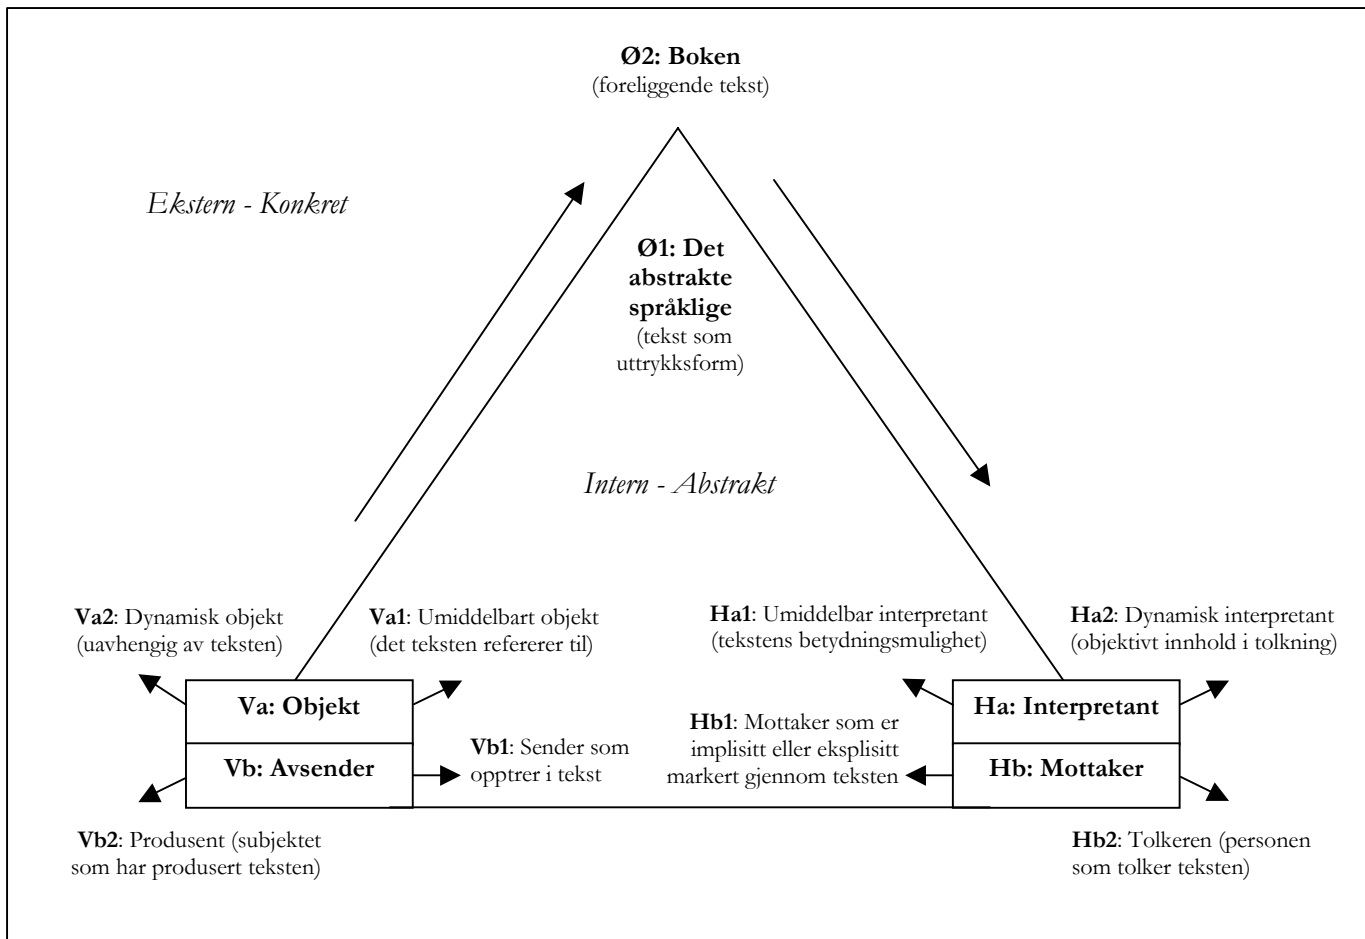 Ø2: Boken
(foreliggende tekst)
Ekstern - Konkret
Ø1: Det
abstrakte
språklige
(tekst som
uttrykksform)
Intern - Abstrakt
Va2: Dynamisk objekt
(uavhengig av teksten)
Va1: Umiddelbart objekt
(det teksten refererer til)
Ha1: Umiddelbar interpretant
(tekstens betydningsmulighet)
Ha2: Dynamisk interpretant
(objektivt innhold i tolkning)
Va: Objekt
Vb: Avsender
Vb1: Sender som
opptrer i tekst
Hb1: Mottaker som er
implisitt eller eksplisitt
markert gjennom teksten
Ha: Interpretant
Hb: Mottaker
Vb2: Produsent (subjektet
som har produsert teksten)
Hb2: Tolkeren (personen
som tolker teksten)